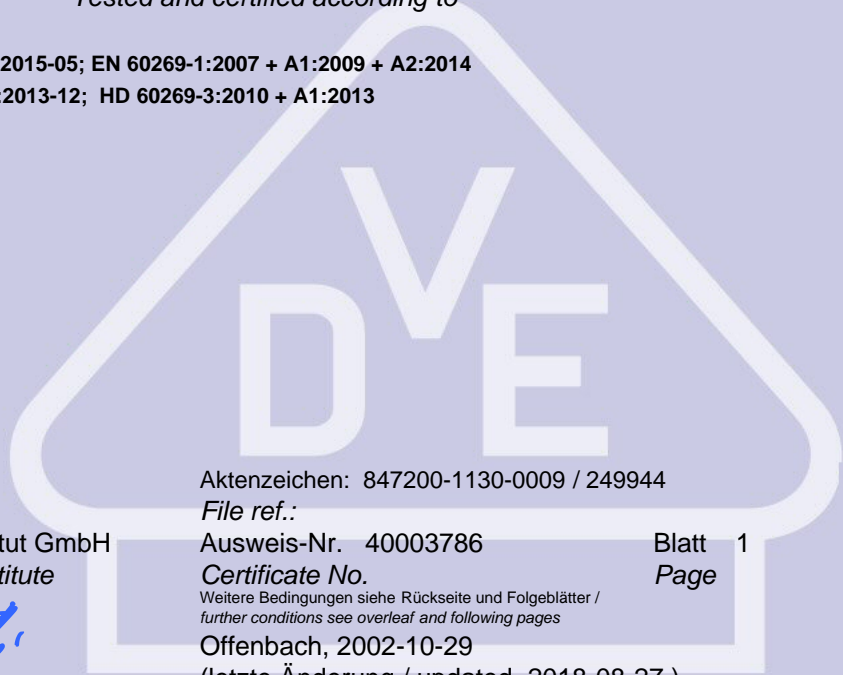 Tested and certified according to
2015-05; EN 60269-1:2007 + A1:2009 + A2:2014
:2013-12; HD 60269-3:2010 + A1:2013
VDE
Aktenzeichen: 847200-1130-0009 / 249944
File ref.:
tut GmbH Ausweis-Nr. 40003786 Blatt 1
titute Certificate No. Page
Weitere Bedingungen siehe Rückseite und Folgeblätter /
further conditions see overleaf and following pages
Offenbach, 2002-10-29
(letzte Änderung / updated 2018-08-27 )